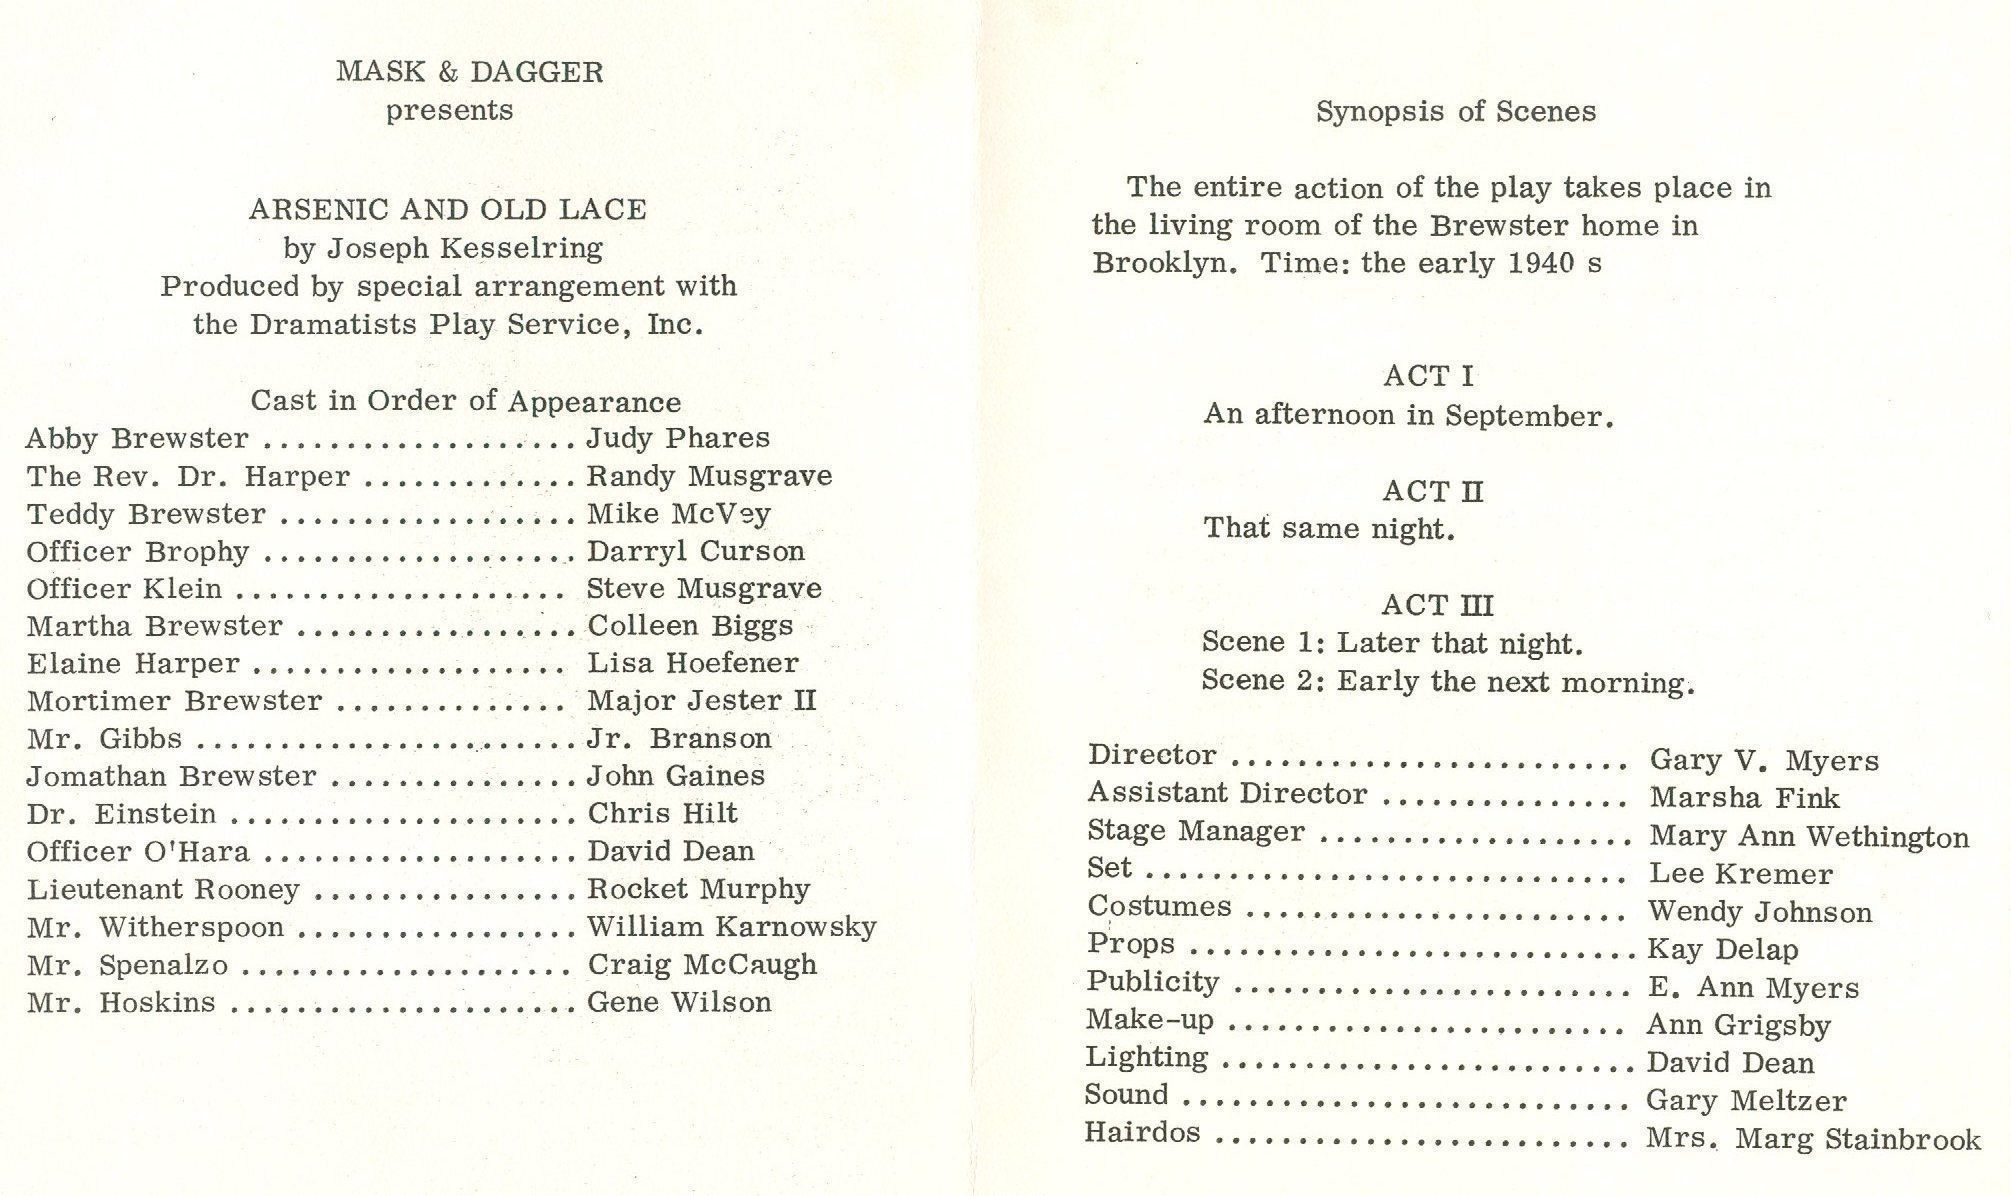 MASK & DAGGER
presents
ARSENIC AND OLD LACE
by Joseph Kesselring
Produced by special arrangement with
the Dramatists Play Service, Inc.
Cast in Order of Appearance
Abby Brewster ................... Judy Phares
The Rev. Dr. Harper ............. Randy Musgrave
Teddy Brewster .................. Mike McVey
Officer Brophy ................... Darryl Curson
Officer Klein .................... Steve Musgrave
Martha Brewster ................. Colleen Biggs
Elaine Harper ................... Lisa Hoefener
Mortimer Brewster .............. Major Jester II
Mr. Gibbs ....................... Jr. Branson
Jomathan Brewster ............... John Gaines
Dr. Einstein ..................... Chris Hilt
Officer O'Hara ................... David Dean
Lieutenant Rooney ................ Rocket Murphy
Mr. Witherspoon ................. William Karnowsky
Mr. Spenalzo .................... Craig McCaugh
Mr. Hoskins ..................... Gene Wilson
Synopsis of Scenes
The entire action of the play takes place in
the living room of the Brewster home in
Brooklyn. Time: the early 1940 s
ACT I
An afternoon in September.
ACT II
That same night.
ACT III
Scene 1: Later that night.
Scene 2: Early the next morning.
Director ........................ Gary V. Myers
Assistant Director ............... Marsha Fink
Stage Manager ................... Mary Ann Wethington
Set ............................. Lee Kremer
Costumes ....................... Wendy Johnson
Props ........................... Kay Delap
Publicity ........................ E. Ann Myers
Make-up ........................ Ann Grigsby
Lighting ......................... David Dean
Sound ........................... Gary Meltzer
Hairdos ......................... Mrs. Marg Stainbrook